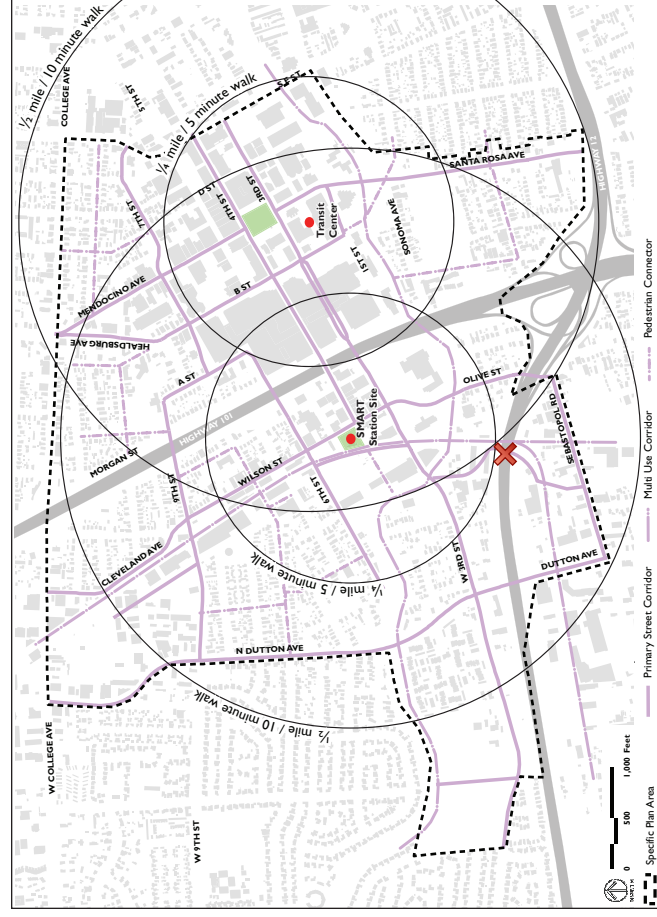 ½ mile / 10 minute walk
COLLEGE AVE
5TH ST
¼ mile / 5 minute walk
E ST
7TH ST
D ST
4TH ST
3RD ST
SANTA ROSA AVE
HIGHWAY 12
Transit
Center
SONOMA AVE
1ST ST
MENDOCINO AVE
B ST
HEALDSBURG AVE
A ST
OLIVE ST
HIGHWAY 101
SMART
Station Site
MORGAN ST
WILSON ST
9TH ST
6TH ST
SEBASTOPOL RD
CLEVELAND AVE
W 3RD ST
DUTTON AVE
¼ mile / 5 minute walk
N DUTTON AVE
½ mile / 10 minute walk
W COLLEGE AVE
W 9TH ST
NORTH
0 500 1,000 Feet
Specific Plan Area
Primary Street Corridor
Multi Use Corridor
Pedestrian Connector